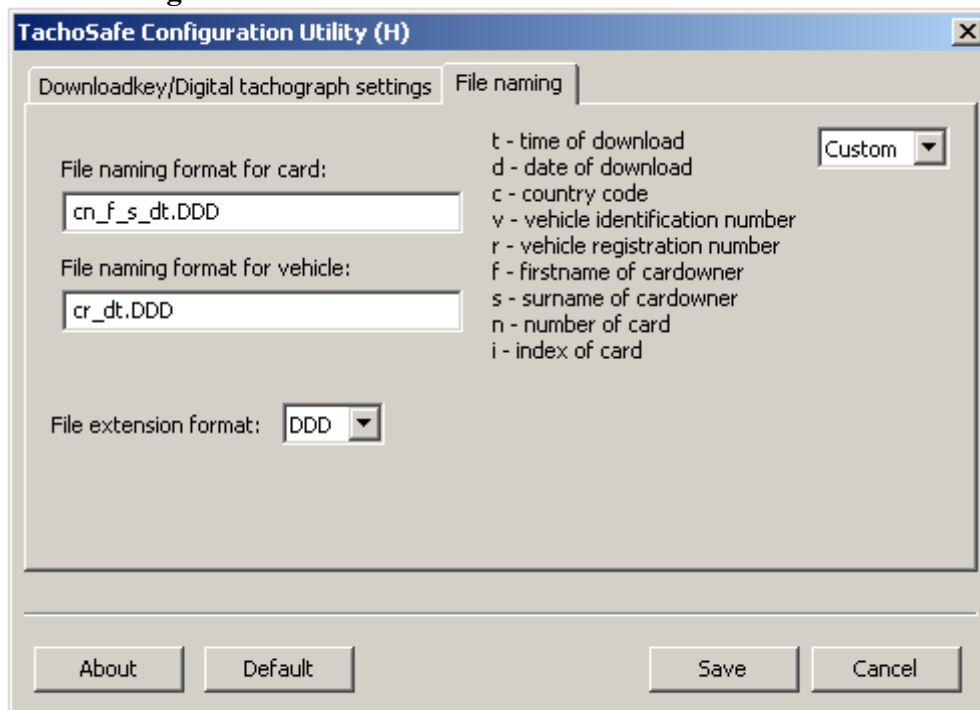 TachoSafe Configuration Utility (H)
Downloadkey/Digital tachograph settings
File naming
File naming format for card:
cn_f_s_dt.DDD
File naming format for vehicle:
cr_dt.DDD
File extension format:
DDD
t - time of download
d - date of download
c - country code
v - vehicle identification number
r - vehicle registration number
f - firstname of cardowner
s - surname of cardowner
n - number of card
i - index of card
Custom
About
Default
Save
Cancel